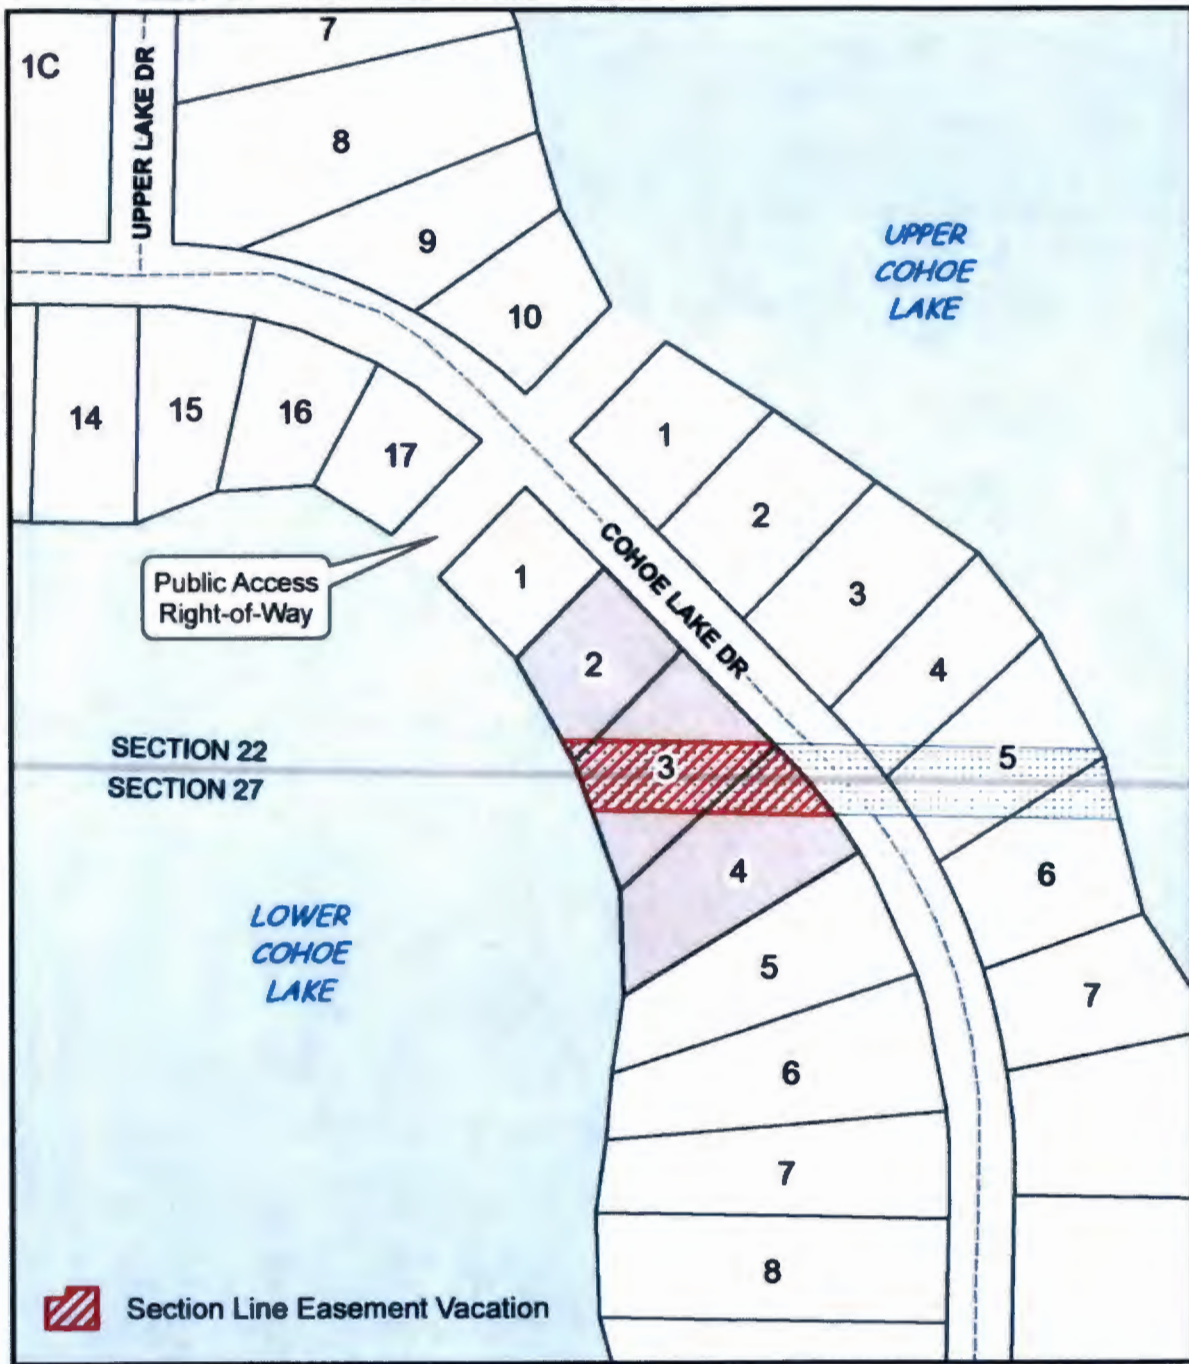 7
1C
UPPER LAKE DR
8
9
10
UPPER
COHOE
LAKE
14
15
16
17
1
2
3
4
5
6
7
COHOE LAKE DR
Public Access
Right-of-Way
1
2
3
4
5
6
7
8
SECTION 22
SECTION 27
LOWER
COHOE
LAKE
Section Line Easement Vacation